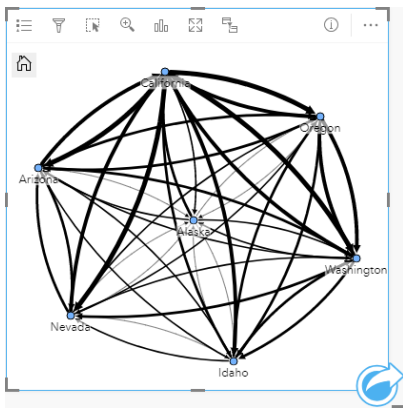 California
Oregon
Arizona
Alaska
Washington
Nevada
Idaho